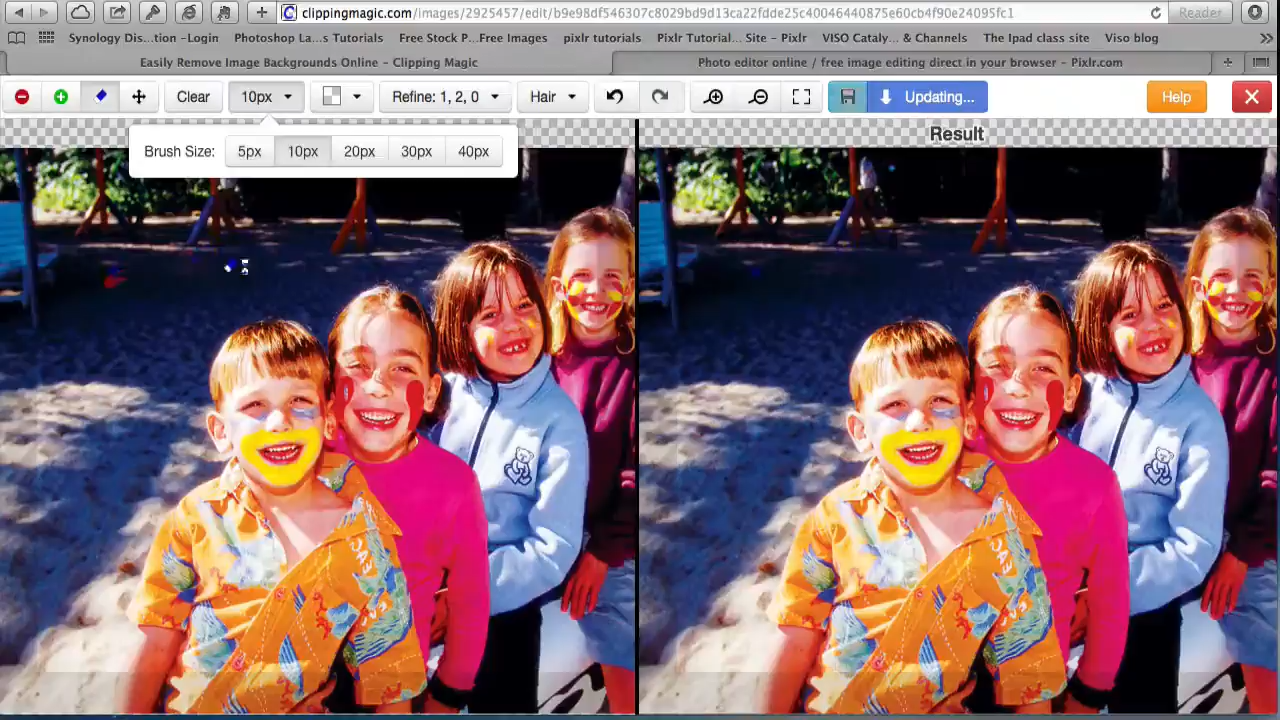 clippingmagic.com/images/2925457/edit/b9e98df546307c8029bd9d13ca22fdde25c40046440875e60cb4f90e24095fc1
Reader
Synology Dis...tion -Login Photoshop La...s Tutorials Free Stock P...Free Images pixlr tutorials Pixlr Tutorial... Site - Pixlr VISO Cataly... & Channels The Ipad class site Viso blog
Easily Remove Image Backgrounds Online - Clipping Magic Photo editor online / free image editing direct in your browser - Pixlr.com
Clear 10px Refine: 1, 2, 0 Hair Updating... Help
Brush Size: 5px 10px 20px 30px 40px
Result